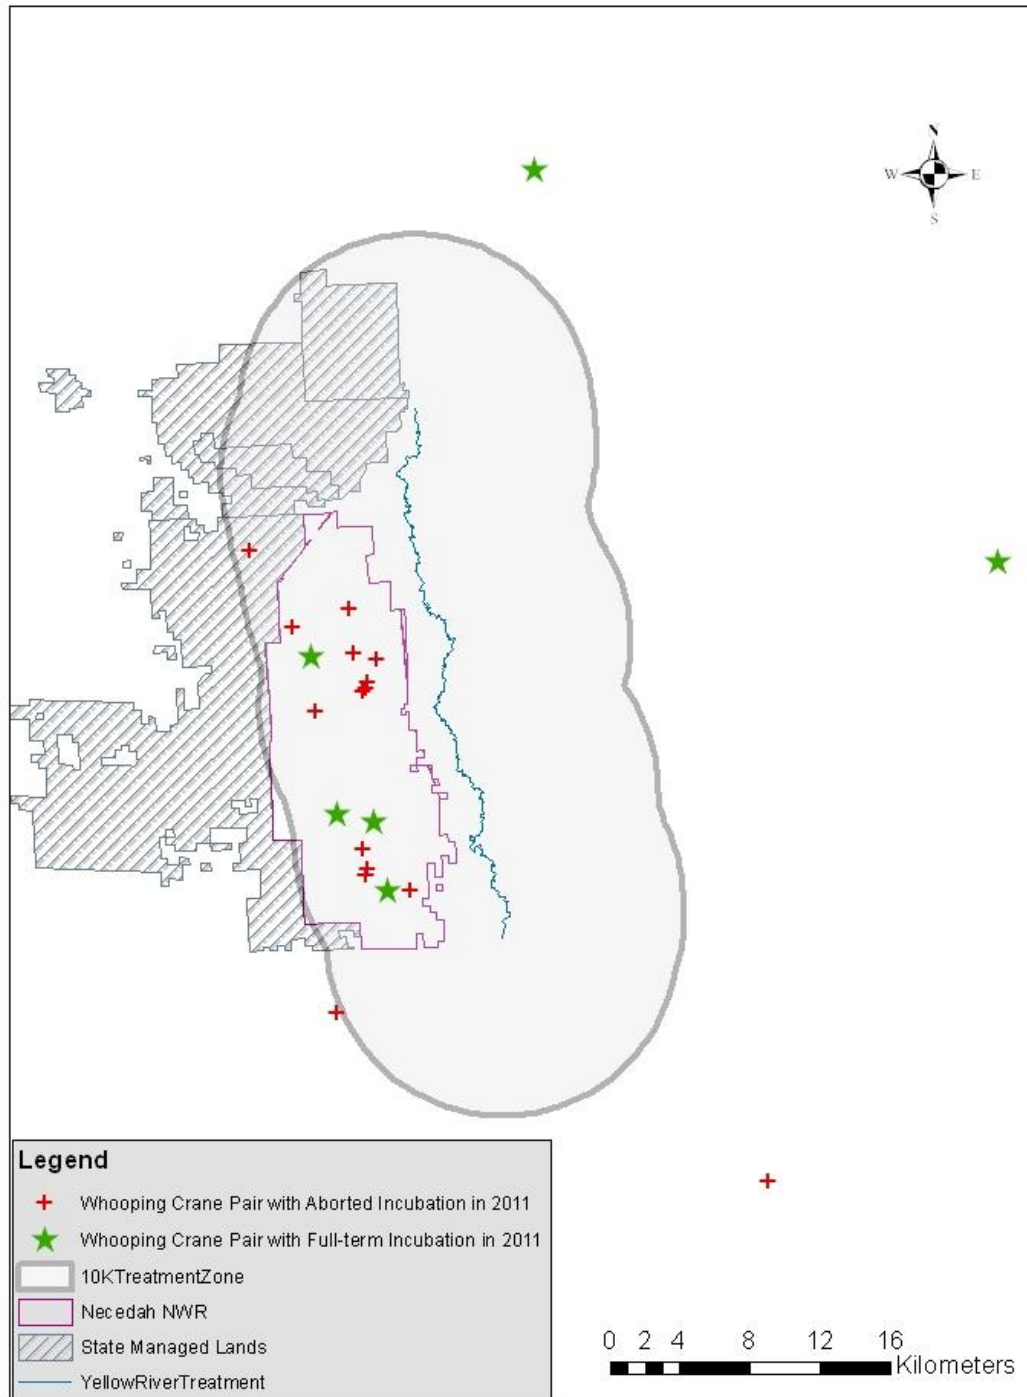 N
W E
S
Legend
Whooping Crane Pair with Aborted Incubation in 2011
Whooping Crane Pair with Full-term Incubation in 2011
10KTreatmentZone
Necedah NWR
State Managed Lands
YellowRiverTreatment
0 2 4 8 12 16
Kilometers